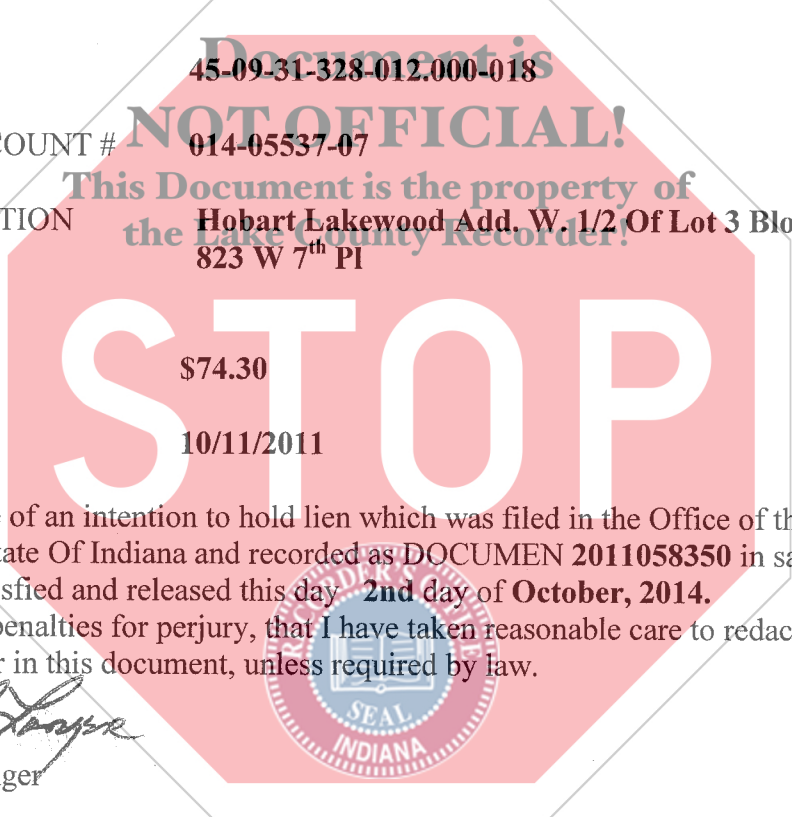 Document is
45-09-31-328-012.000-018
NOT OFFICIAL!
COUNT # 014-05537-07
This Document is the property of
TION Hobart Lakewood Add. W. 1/2 Of Lot 3 Blo
the Lake County Recorder!
823 W 7th Pl
STOP
$74.30
10/11/2011
of an intention to hold lien which was filed in the Office of th
tate Of Indiana and recorded as DOCUMEN 2011058350 in sa
sfied and released this day 2nd day of October, 2014.
penalties for perjury, that I have taken reasonable care to redac
r in this document, unless required by law.
RECORDER'S OFFICE
SEAL
INDIANA
ger